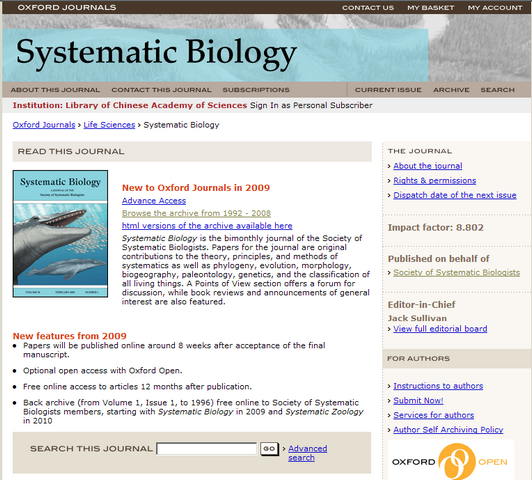 OXFORD JOURNALS
CONTACT US MY BASKET MY ACCOUNT
Systematic Biology
ABOUT THIS JOURNAL CONTACT THIS JOURNAL SUBSCRIPTIONS
CURRENT ISSUE ARCHIVE SEARCH
Institution: Library of Chinese Academy of Sciences Sign In as Personal Subscriber
Oxford Journals > Life Sciences > Systematic Biology
READ THIS JOURNAL
Systematic Biology
A JOURNAL OF THE
Society of Systematic Biologists
New to Oxford Journals in 2009
Advance Access
Browse the archive from 1992 - 2008
html versions of the archive available here
Systematic Biology is the bimonthly journal of the Society of
Systematic Biologists. Papers for the journal are original
contributions to the theory, principles, and methods of
systematics as well as phylogeny, evolution, morphology,
biogeography, paleontology, genetics, and the classification of
all living things. A Points of View section offers a forum for
discussion, while book reviews and announcements of general
interest are also featured.
New features from 2009
• Papers will be published online around 8 weeks after acceptance of the final
manuscript.
• Optional open access with Oxford Open.
• Free online access to articles 12 months after publication.
• Back archive (from Volume 1, Issue 1, to 1996) free online to Society of Systematic
Biologists members, starting with Systematic Biology in 2009 and Systematic Zoology
in 2010
SEARCH THIS JOURNAL GO > Advanced
search
THE JOURNAL
> About the journal
> Rights & permissions
> Dispatch date of the next issue
Impact factor: 8.802
Published on behalf of
> Society of Systematic Biologists
Editor-in-Chief
Jack Sullivan
> View full editorial board
FOR AUTHORS
> Instructions to authors
> Submit Now!
> Services for authors
> Author Self Archiving Policy
OXFORD OPEN